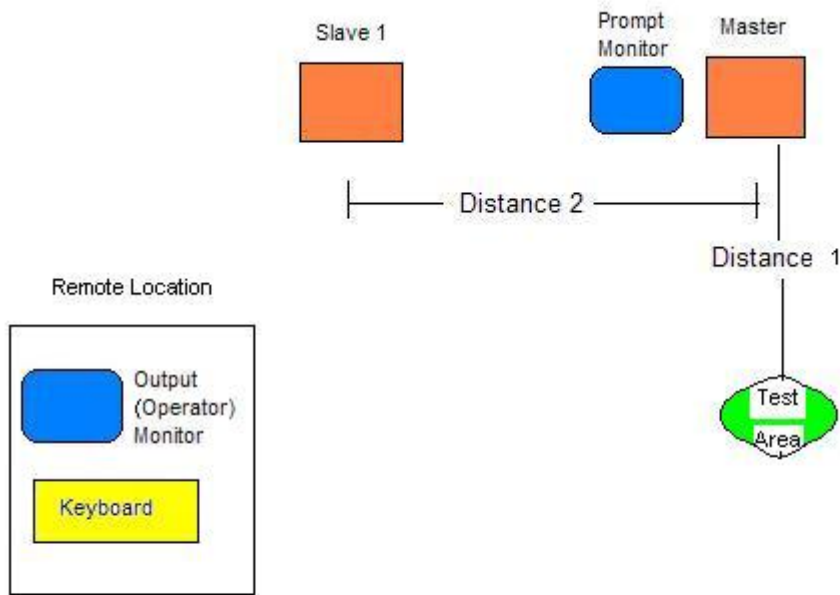 Slave 1
Prompt
Monitor
Master
Distance 2
Distance 1
Remote Location
Output
(Operator)
Monitor
Keyboard
Test
Area